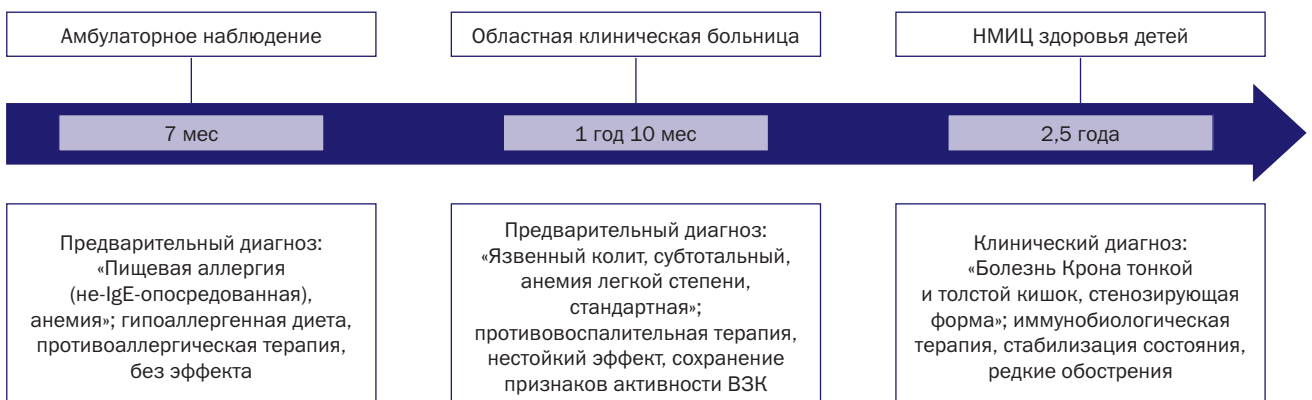 Амбулаторное наблюдение
Областная клиническая больница
НМИЦ здоровья детей
7 мес
1 год 10 мес
2,5 года
Предварительный диагноз:
«Пищевая аллергия
(не-IgE-опосредованная),
анемия»; гипоаллергенная диета,
противоаллергическая терапия,
без эффекта
Предварительный диагноз:
«Язвенный колит, субтотальный,
анемия легкой степени,
стандартная»;
противовоспалительная терапия,
нестойкий эффект, сохранение
признаков активности ВЗК
Клинический диагноз:
«Болезнь Крона тонкой
и толстой кишок, стенозирующая
форма»; иммунобиологическая
терапия, стабилизация состояния,
редкие обострения